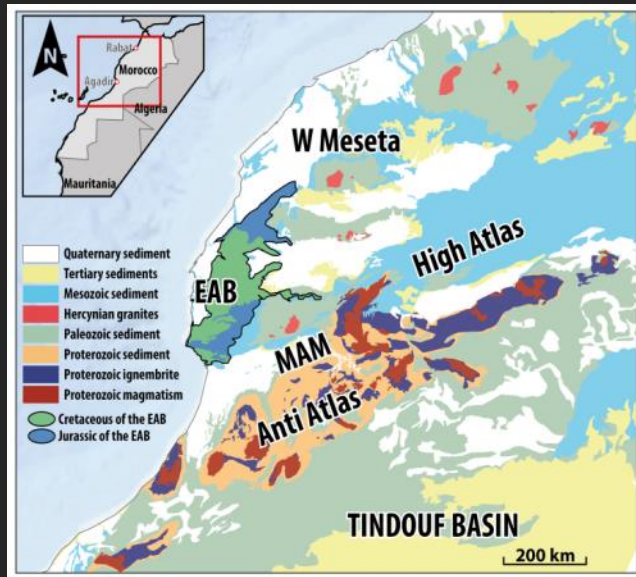 N
Rabat
Agadir
Morocco
Algeria
Mauritania
W Meseta
High Atlas
EAB
MAM
Anti Atlas
TINDOUF BASIN
200 km
Quaternary sediment
Tertiary sediments
Mesozoic sediment
Hercynian granites
Paleozoic sediment
Proterozoic sediment
Proterozoic ignembrite
Proterozoic magmatism
Cretaceous of the EAB
Jurassic of the EAB